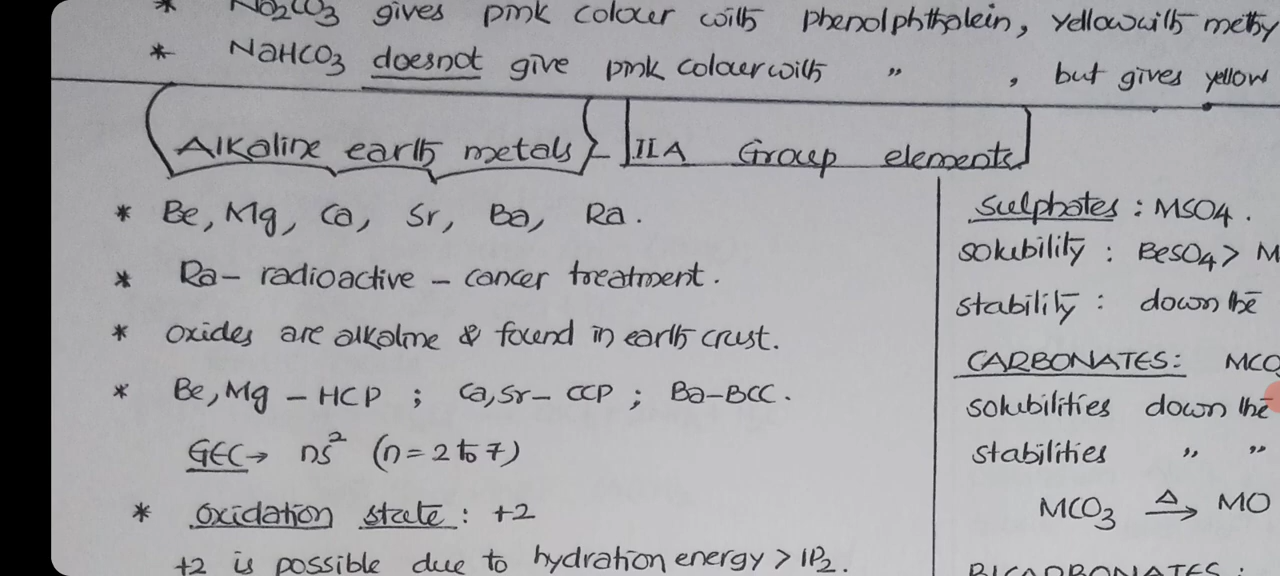 * Na2CO3 gives pink colour with phenolphthalein, yellow with methy
* NaHCO3 doesnot give pink colour with " , but gives yellow
Alkaline earth metals - IIA Group elements
* Be, Mg, Ca, Sr, Ba, Ra.
* Ra - radioactive - cancer treatment.
* Oxides are alkaline & found in earth crust.
* Be, Mg - HCP ; Ca, Sr - CCP ; Ba - BCC.
GEC → ns² (n = 2 to 7)
* Oxidation state : +2
+2 is possible due to hydration energy > IP2.
Sulphates : MSO4.
solubility : BeSO4 > M
stability : down the
CARBONATES: MCO3
solubilities down the
stabilities " "
MCO3 →Δ MO
BICARBONATES :